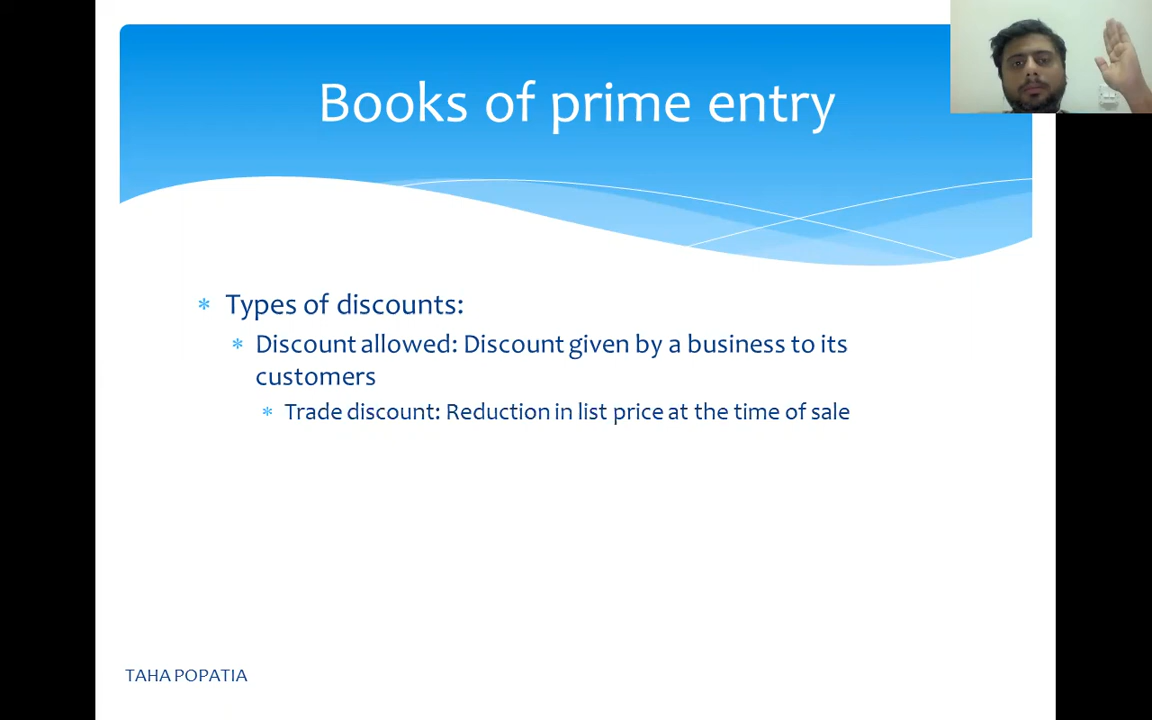 Books of prime entry
Types of discounts:
Discount allowed: Discount given by a business to its
customers
Trade discount: Reduction in list price at the time of sale
TAHA POPATIA